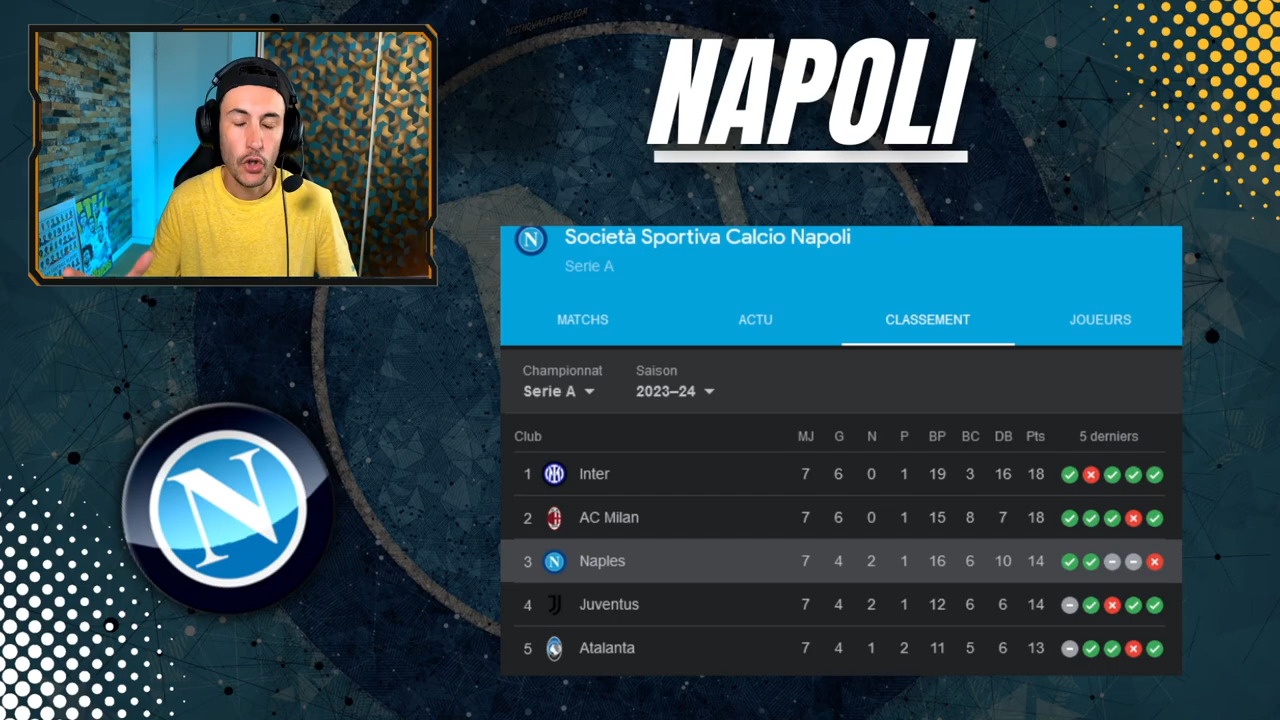 NAPOLI
N
Società Sportiva Calcio Napoli
Serie A
MATCHS ACTU CLASSEMENT JOUEURS
Championnat Saison
Serie A 2023–24
Club MJ G N P BP BC DB Pts 5 derniers
1 Inter 7 6 0 1 19 3 16 18
2 AC Milan 7 6 0 1 15 8 7 18
3 N Naples 7 4 2 1 16 6 10 14
4 Juventus 7 4 2 1 12 6 6 14
5 Atalanta 7 4 1 2 11 5 6 13
N